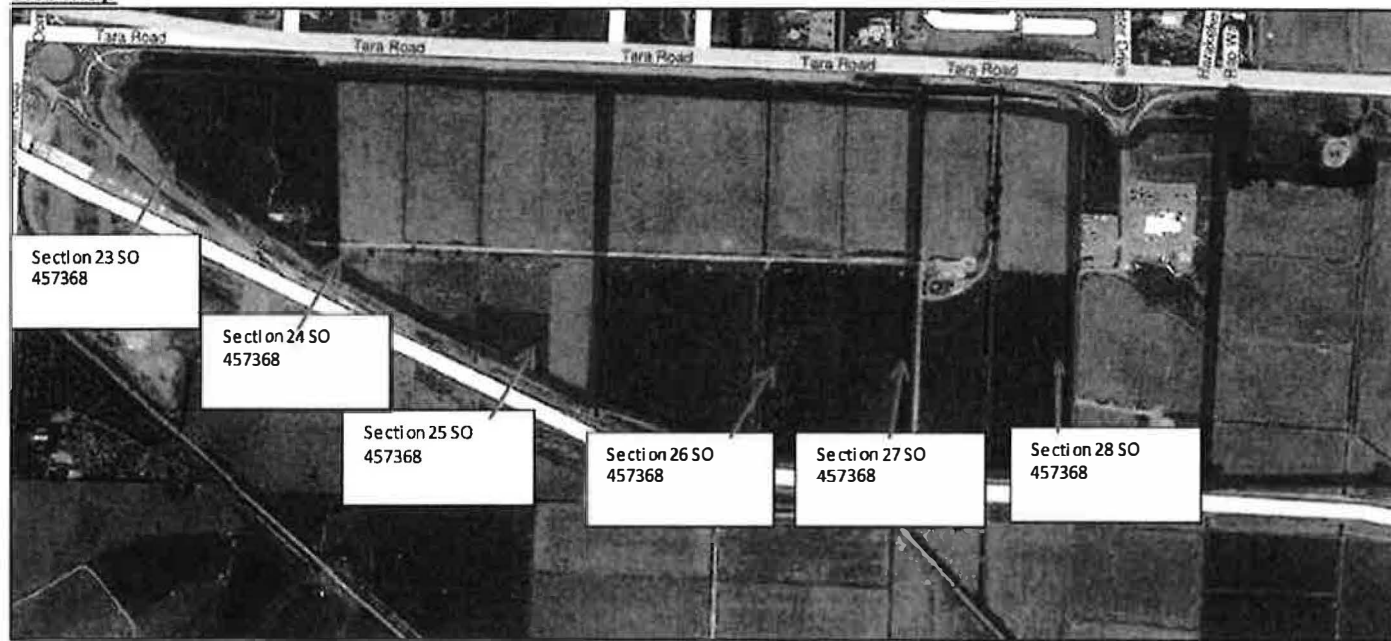 Tara Road
Tara Road
Tara Road
Tara Road
Tara Road
Drive
Section 23 SO
457368
Section 24 SO
457368
Section 25 SO
457368
Section 26 SO
457368
Section 27 SO
457368
Section 28 SO
457368